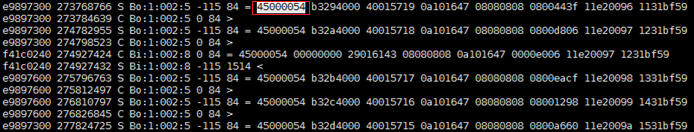 e9897300 273768766 S Bo:1:002:5 -115 84 = 45000054 b3294000 40015719 0a101647 08080808 0800443f 11e20096 1131bf59
e9897300 273784639 C Bo:1:002:5 0 84 >
e9897300 274782955 S Bo:1:002:5 -115 84 = 45000054 b32a4000 40015718 0a101647 08080808 0800d806 11e20097 1231bf59
e9897300 274798523 C Bo:1:002:5 0 84 >
f41c0240 274927424 C Bi:1:002:8 0 84 = 45000054 00000000 29016143 08080808 0a101647 0000e006 11e20097 1231bf59
f41c0240 274927432 S Bi:1:002:8 -115 1514 <
e9897600 275796763 S Bo:1:002:5 -115 84 = 45000054 b32b4000 40015717 0a101647 08080808 0800eacf 11e20098 1331bf59
e9897600 275812497 C Bo:1:002:5 0 84 >
e9897600 276810797 S Bo:1:002:5 -115 84 = 45000054 b32c4000 40015716 0a101647 08080808 08001298 11e20099 1431bf59
e9897600 276826845 C Bo:1:002:5 0 84 >
e9897300 277824725 S Bo:1:002:5 -115 84 = 45000054 b32d4000 40015715 0a101647 08080808 0800a660 11e2009a 1531bf59